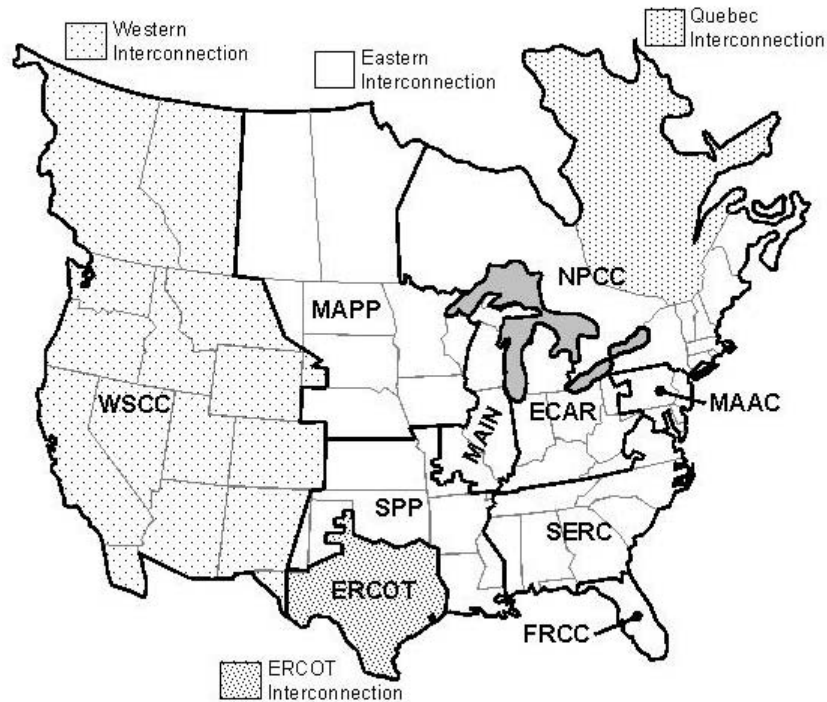 Western
Interconnection
Eastern
Interconnection
Quebec
Interconnection
NPCC
MAPP
WSCC
MAIN
ECAR
MAAC
SPP
SERC
ERCOT
FRCC
ERCOT
Interconnection